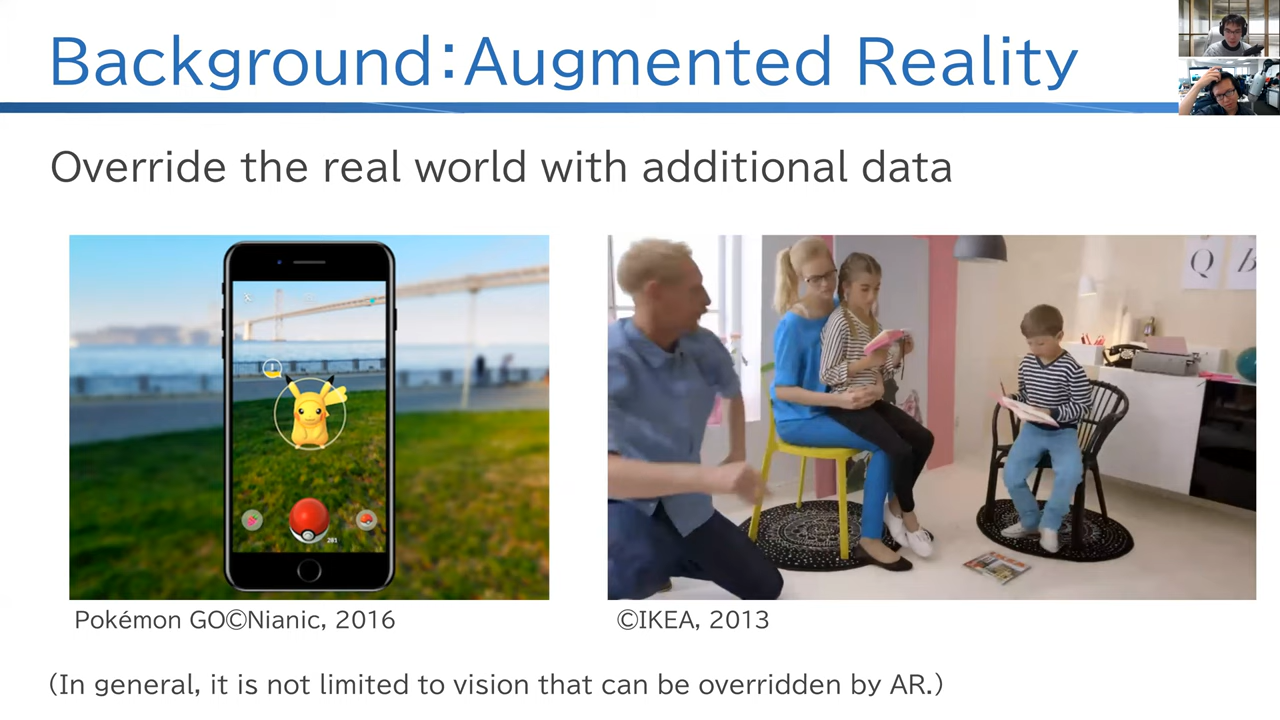 Background:Augmented Reality
Override the real world with additional data
Q B
281
Pokémon GO©Nianic, 2016
©IKEA, 2013
(In general, it is not limited to vision that can be overridden by AR.)